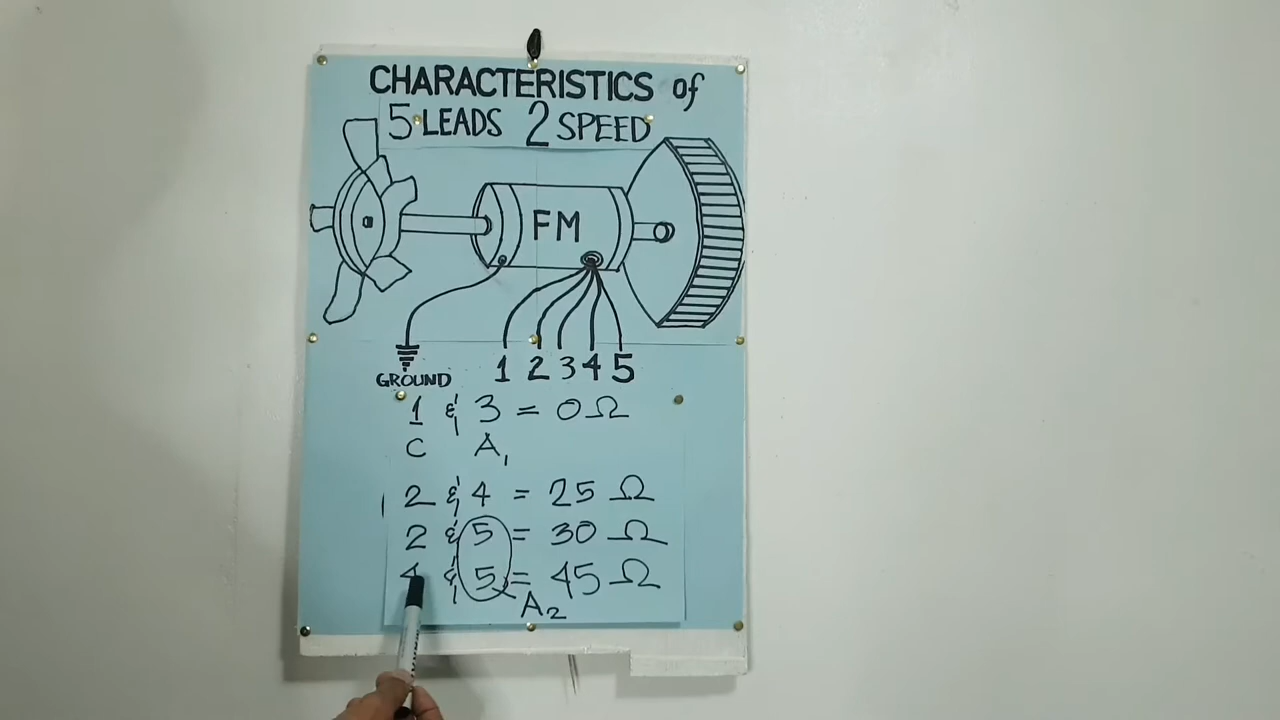 CHARACTERISTICS of
5 LEADS 2 SPEED
FM
1 2 3 4 5
GROUND
1 & 3 = 0 Ω
C A1
2 & 4 = 25 Ω
2 & 5 = 30 Ω
4 & 5 = 45 Ω
A2